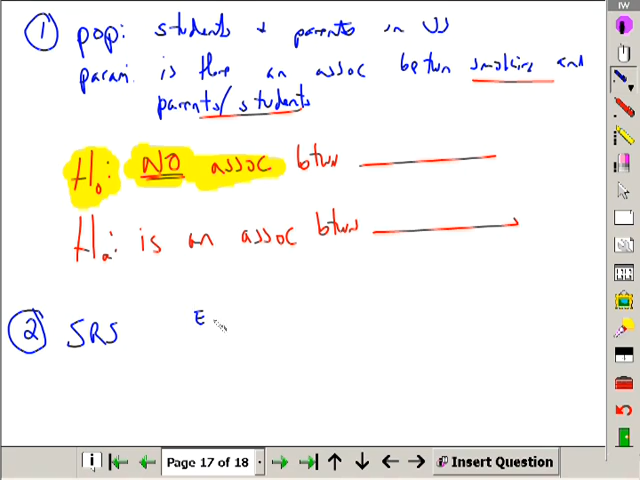 IW
① pop: students + parents in US
param: is there an assoc betwn smoking and
parents/students
H₀: NO assoc btwn
Hₐ: is an assoc btwn
② SRS E
i Page 17 of 18 Insert Question